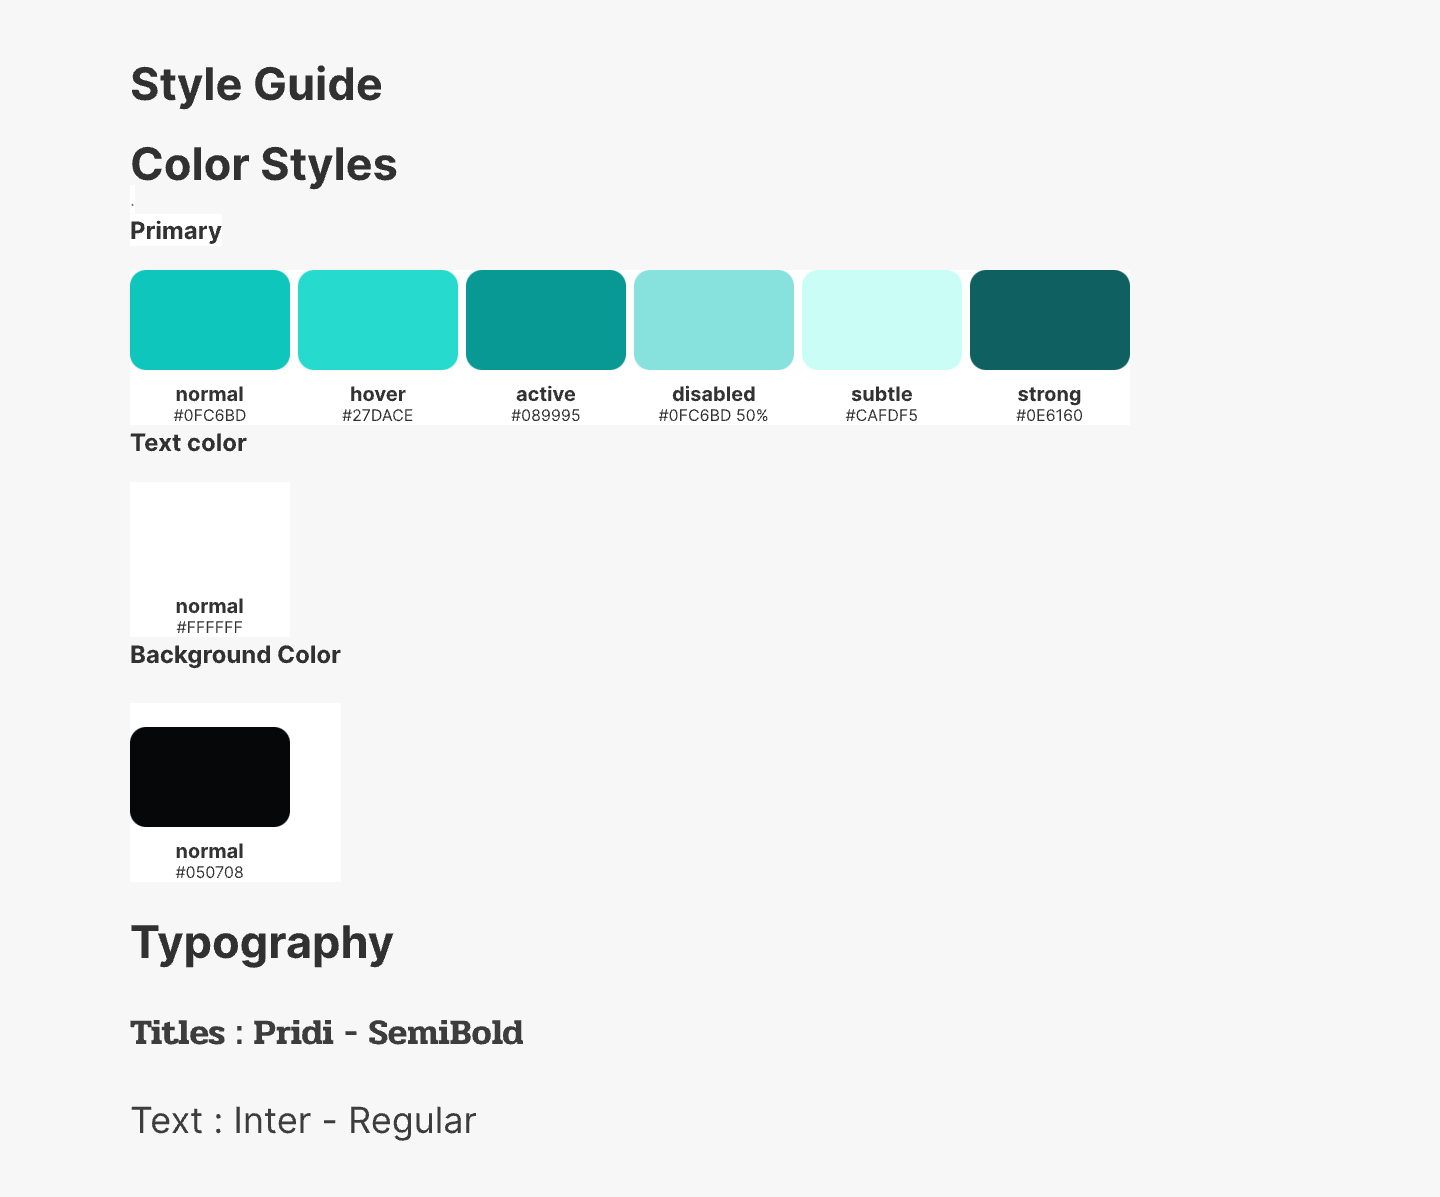 Style Guide
Color Styles
.
Primary
normal
#0FC6BD
hover
#27DACE
active
#089995
disabled
#0FC6BD 50%
subtle
#CAFDF5
strong
#0E6160
Text color
normal
#FFFFFF
Background Color
normal
#050708
Typography
Titles : Pridi - SemiBold
Text : Inter - Regular